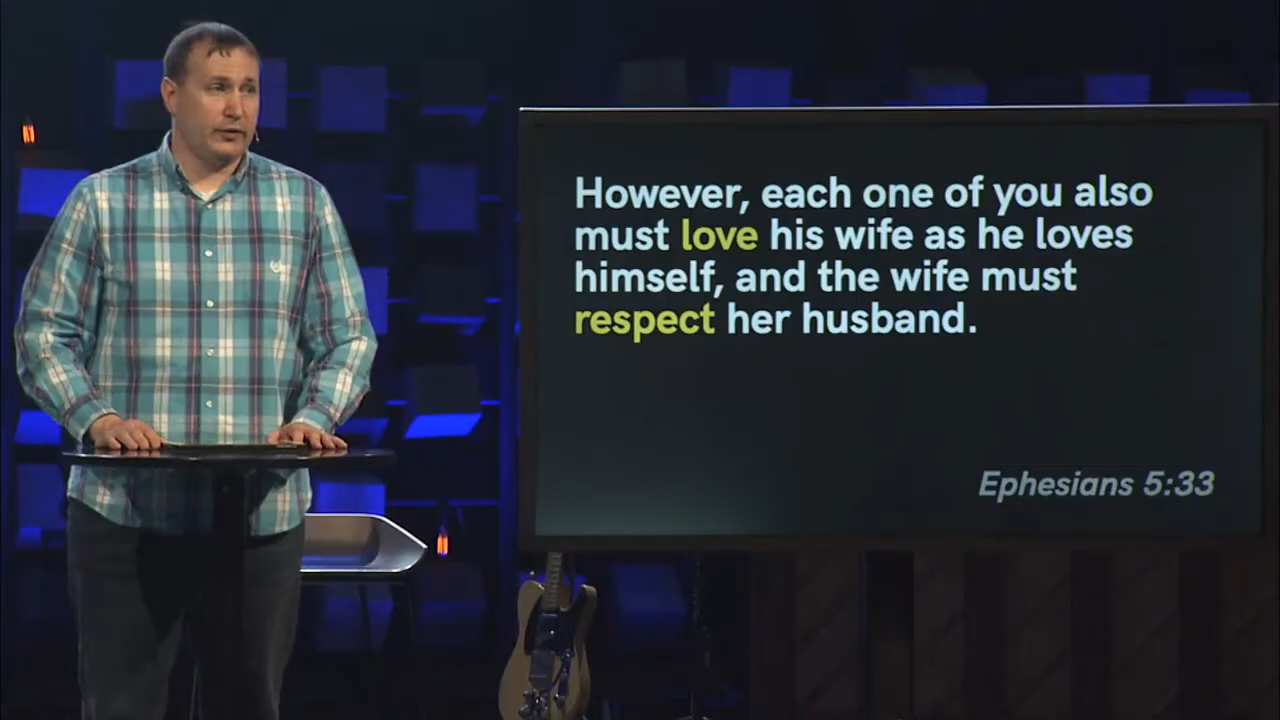 However, each one of you also
must love his wife as he loves
himself, and the wife must
respect her husband.
Ephesians 5:33